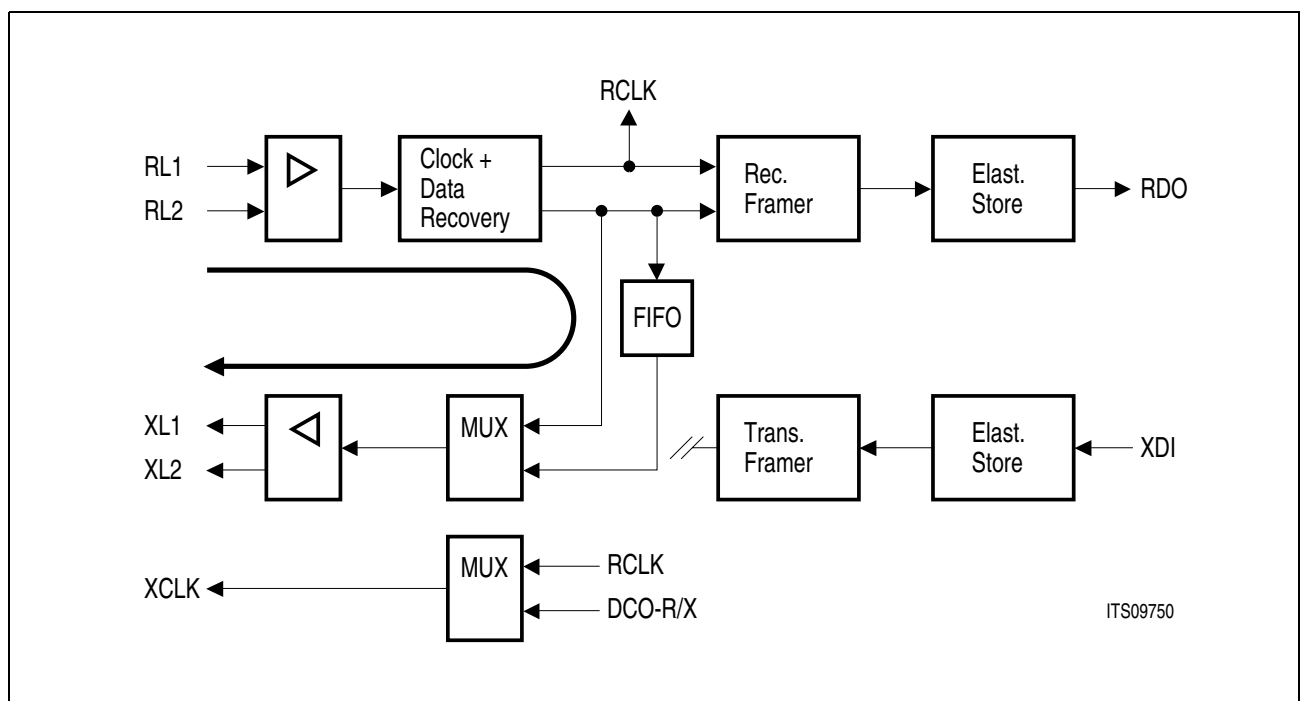 RCLK
RL1
RL2
Clock +
Data
Recovery
Rec.
Framer
Elast.
Store
RDO
FIFO
XL1
XL2
MUX
Trans.
Framer
Elast.
Store
XDI
XCLK
MUX
RCLK
DCO-R/X
ITS09750